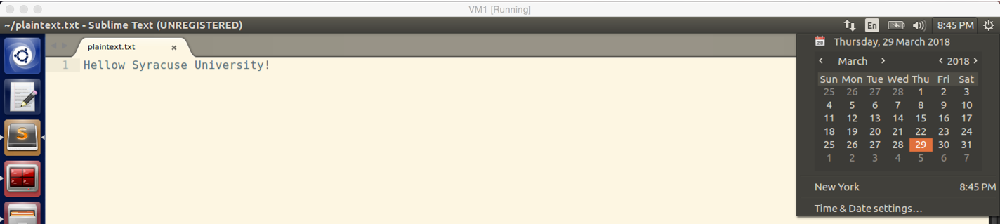 VM1 [Running]
~/plaintext.txt - Sublime Text (UNREGISTERED)
En
8:45 PM
plaintext.txt
1 Hellow Syracuse University!
28 Thursday, 29 March 2018
March 2018
Sun Mon Tue Wed Thu Fri Sat
25 26 27 28 1 2 3
4 5 6 7 8 9 10
11 12 13 14 15 16 17
18 19 20 21 22 23 24
25 26 27 28 29 30 31
1 2 3 4 5 6 7
New York 8:45 PM
Time & Date settings…